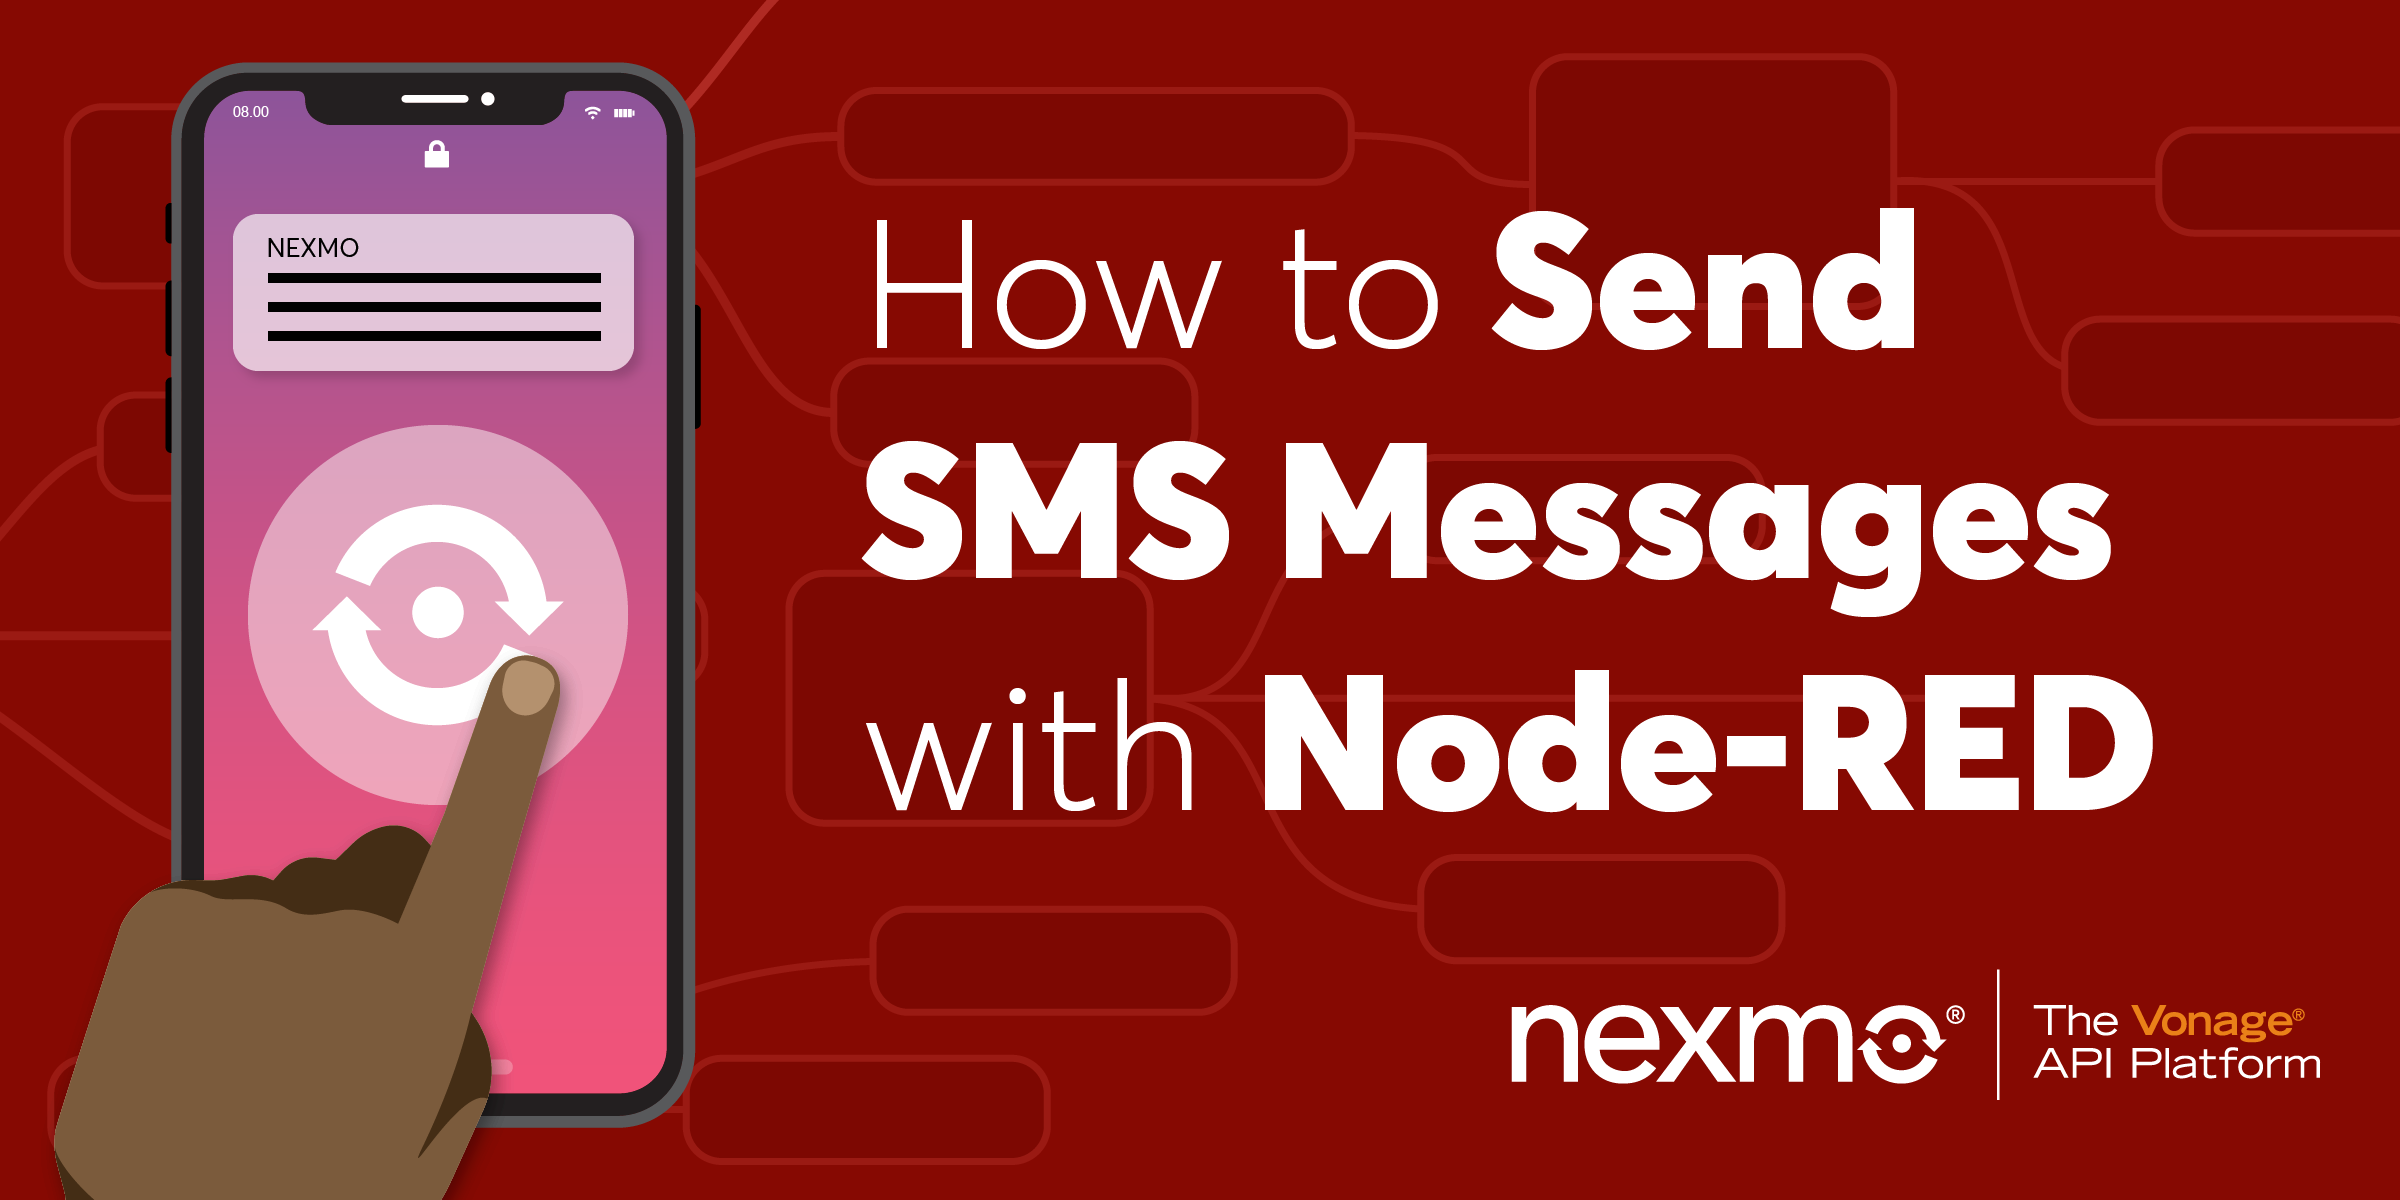 08.00
NEXMO
How to Send
SMS Messages
with Node-RED
nexmo®
The Vonage®
API Platform